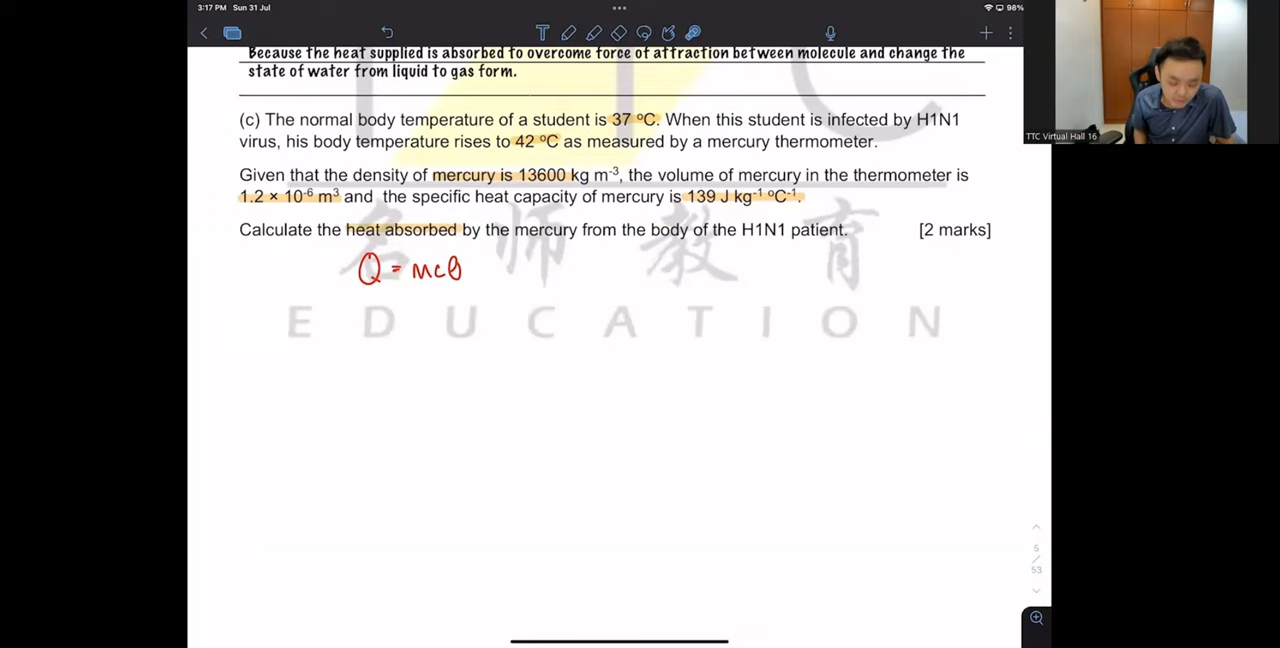 3:17 PM Sun 31 Jul
98%
Because the heat supplied is absorbed to overcome force of attraction between molecule and change the
state of water from liquid to gas form.
(c) The normal body temperature of a student is 37 ºC. When this student is infected by H1N1
virus, his body temperature rises to 42 ºC as measured by a mercury thermometer.
TTC Virtual Hall 16
Given that the density of mercury is 13600 kg m⁻³, the volume of mercury in the thermometer is
1.2 × 10⁻⁶ m³ and the specific heat capacity of mercury is 139 J kg⁻¹ ºC⁻¹.
Calculate the heat absorbed by the mercury from the body of the H1N1 patient. [2 marks]
Q = mcθ
名师教育
EDUCATION
5
/
53